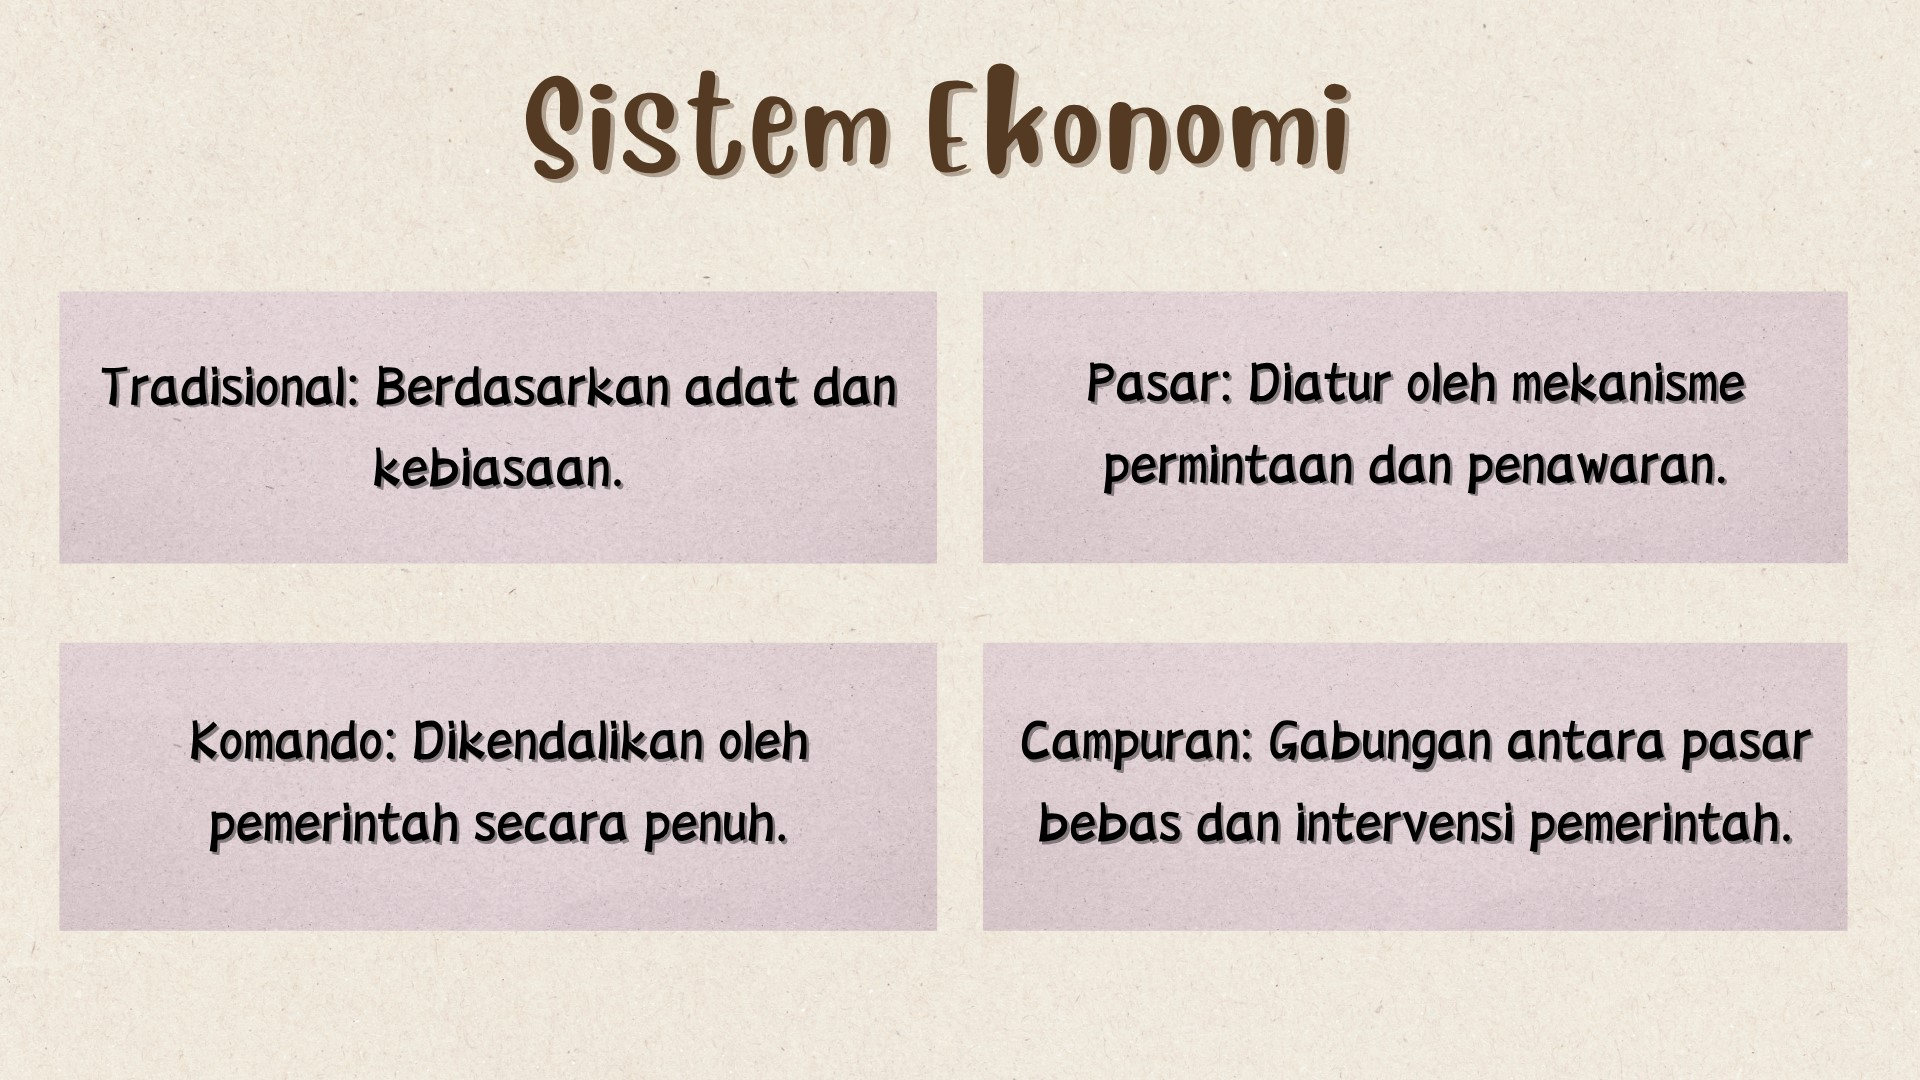 Sistem Ekonomi
Tradisional: Berdasarkan adat dan
kebiasaan.
Pasar: Diatur oleh mekanisme
permintaan dan penawaran.
Komando: Dikendalikan oleh
pemerintah secara penuh.
Campuran: Gabungan antara pasar
bebas dan intervensi pemerintah.